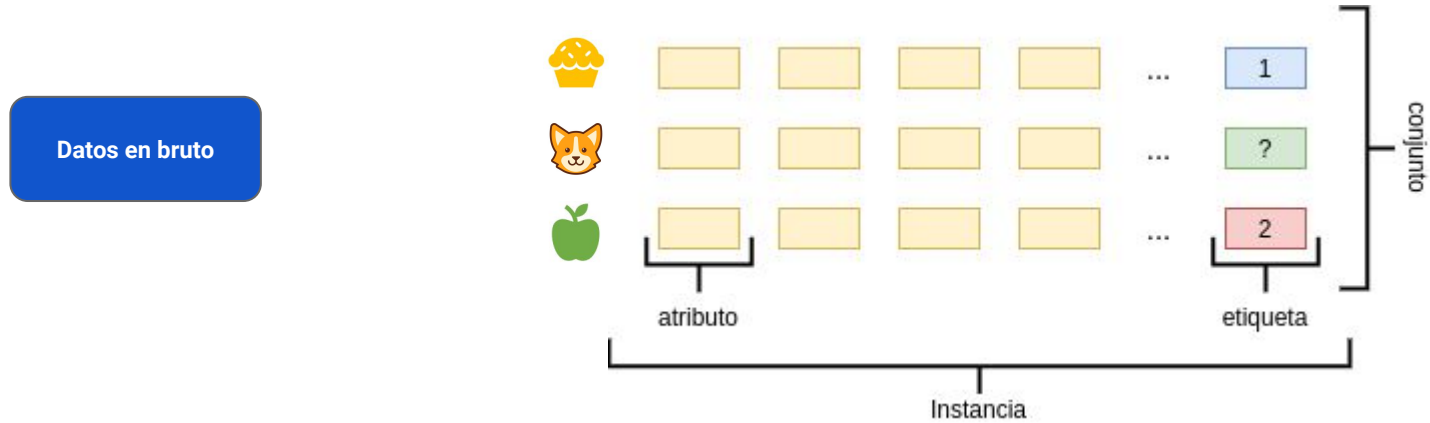 Datos en bruto
... 1
... ?
... 2
conjunto
atributo
etiqueta
Instancia